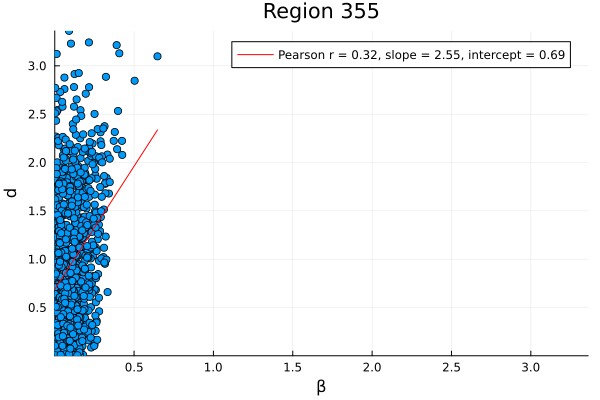 Region 355
Pearson r = 0.32, slope = 2.55, intercept = 0.69
d
3.0
2.5
2.0
1.5
1.0
0.5
0.5 1.0 1.5 2.0 2.5 3.0
β